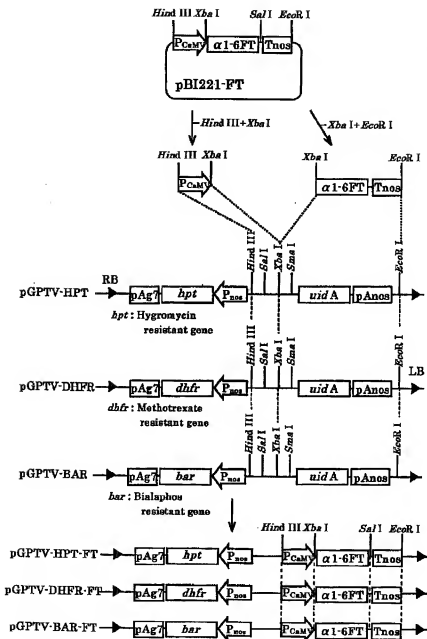 Hind III Xba I Sal I EcoR I
PCaMV α1-6FT Tnos
pBI221-FT
Hind III+Xba I Xba I+EcoR I
Hind III Xba I Xba I EcoR I
PCaMV α1-6FT Tnos
Hind III Sal I Xba I Sma I EcoR I
pGPTV-HPT RB pAg7 hpt Pnos uid A pAnos
hpt : Hygromycin
resistant gene
Hind III Sal I Xba I Sma I EcoR I
pGPTV-DHFR pAg7 dhfr Pnos uid A pAnos LB
dhfr : Methotrexate
resistant gene
Hind III Sal I Xba I Sma I EcoR I
pGPTV-BAR pAg7 bar Pnos uid A pAnos
bar : Bialaphos
resistant gene
Hind III Xba I Sal I EcoR I
pGPTV-HPT-FT pAg7 hpt Pnos PCaMV α1-6FT Tnos
pGPTV-DHFR-FT pAg7 dhfr Pnos PCaMV α1-6FT Tnos
pGPTV-BAR-FT pAg7 bar Pnos PCaMV α1-6FT Tnos